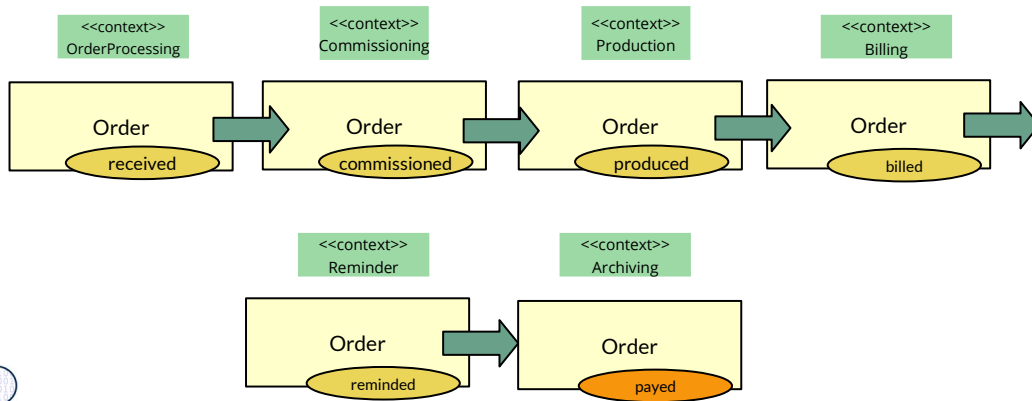 <<context>>
OrderProcessing
<<context>>
Commissioning
<<context>>
Production
<<context>>
Billing
Order
received
Order
commissioned
Order
produced
Order
billed
<<context>>
Reminder
<<context>>
Archiving
Order
reminded
Order
payed